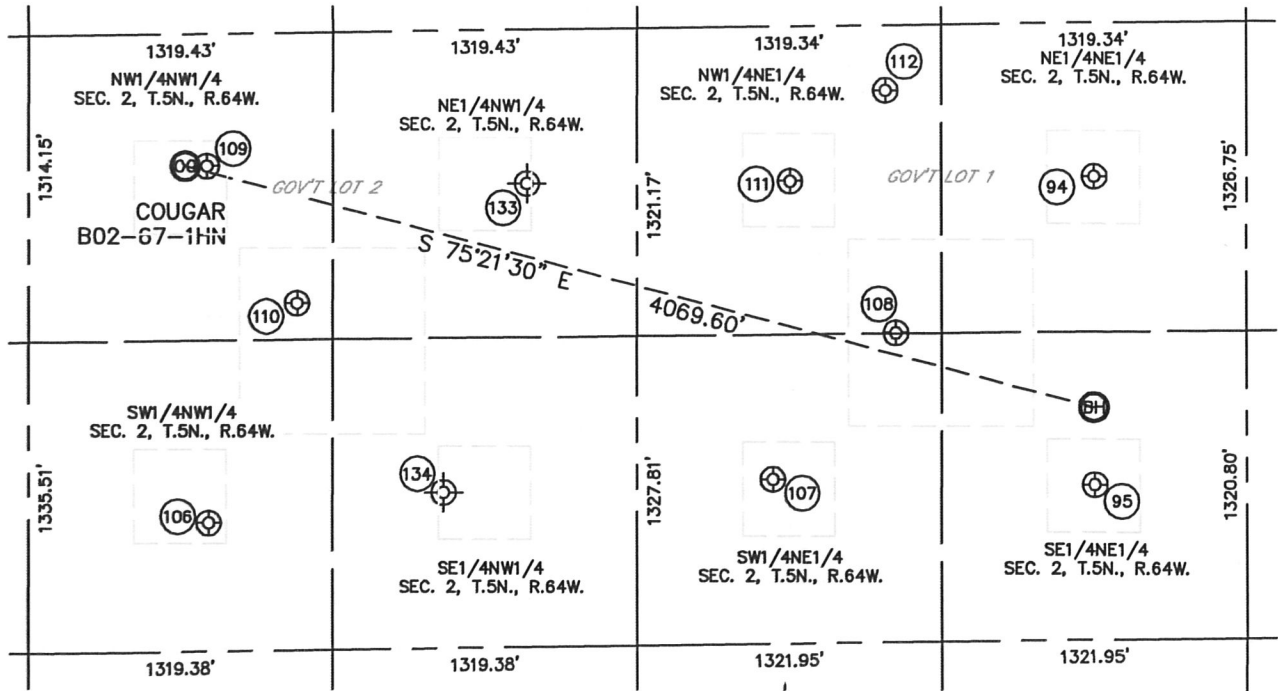 1319.43'
1319.43'
1319.34'
1319.34'
NW1/4NW1/4
SEC. 2, T.5N., R.64W.
NE1/4NW1/4
SEC. 2, T.5N., R.64W.
NW1/4NE1/4
SEC. 2, T.5N., R.64W.
112
NE1/4NE1/4
SEC. 2, T.5N., R.64W.
1314.15'
109
GOV'T LOT 2
133
1321.17'
111
GOV'T LOT 1
94
1326.75'
COUGAR
B02-67-1HN
S 75°21'30" E
4069.60'
110
108
BH
SW1/4NW1/4
SEC. 2, T.5N., R.64W.
1335.51'
106
134
1327.81'
107
95
1320.80'
SE1/4NW1/4
SEC. 2, T.5N., R.64W.
SW1/4NE1/4
SEC. 2, T.5N., R.64W.
SE1/4NE1/4
SEC. 2, T.5N., R.64W.
1319.38'
1319.38'
1321.95'
1321.95'